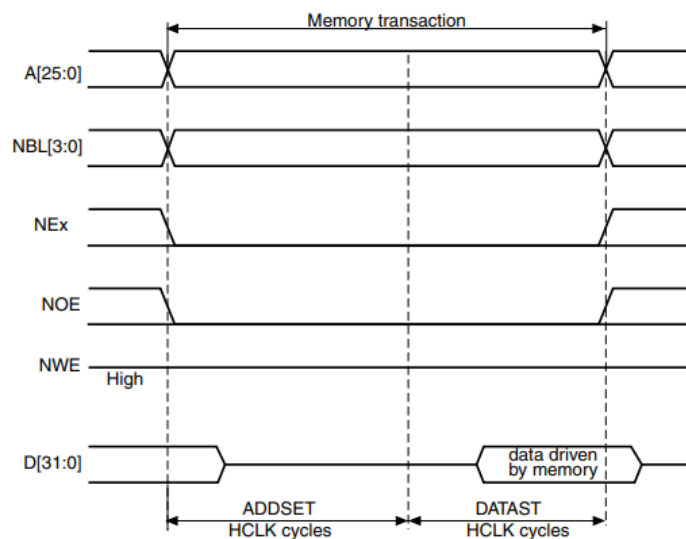 Memory transaction
A[25:0]
NBL[3:0]
NEx
NOE
NWE
High
D[31:0]
data driven
by memory
ADDSET
HCLK cycles
DATAST
HCLK cycles